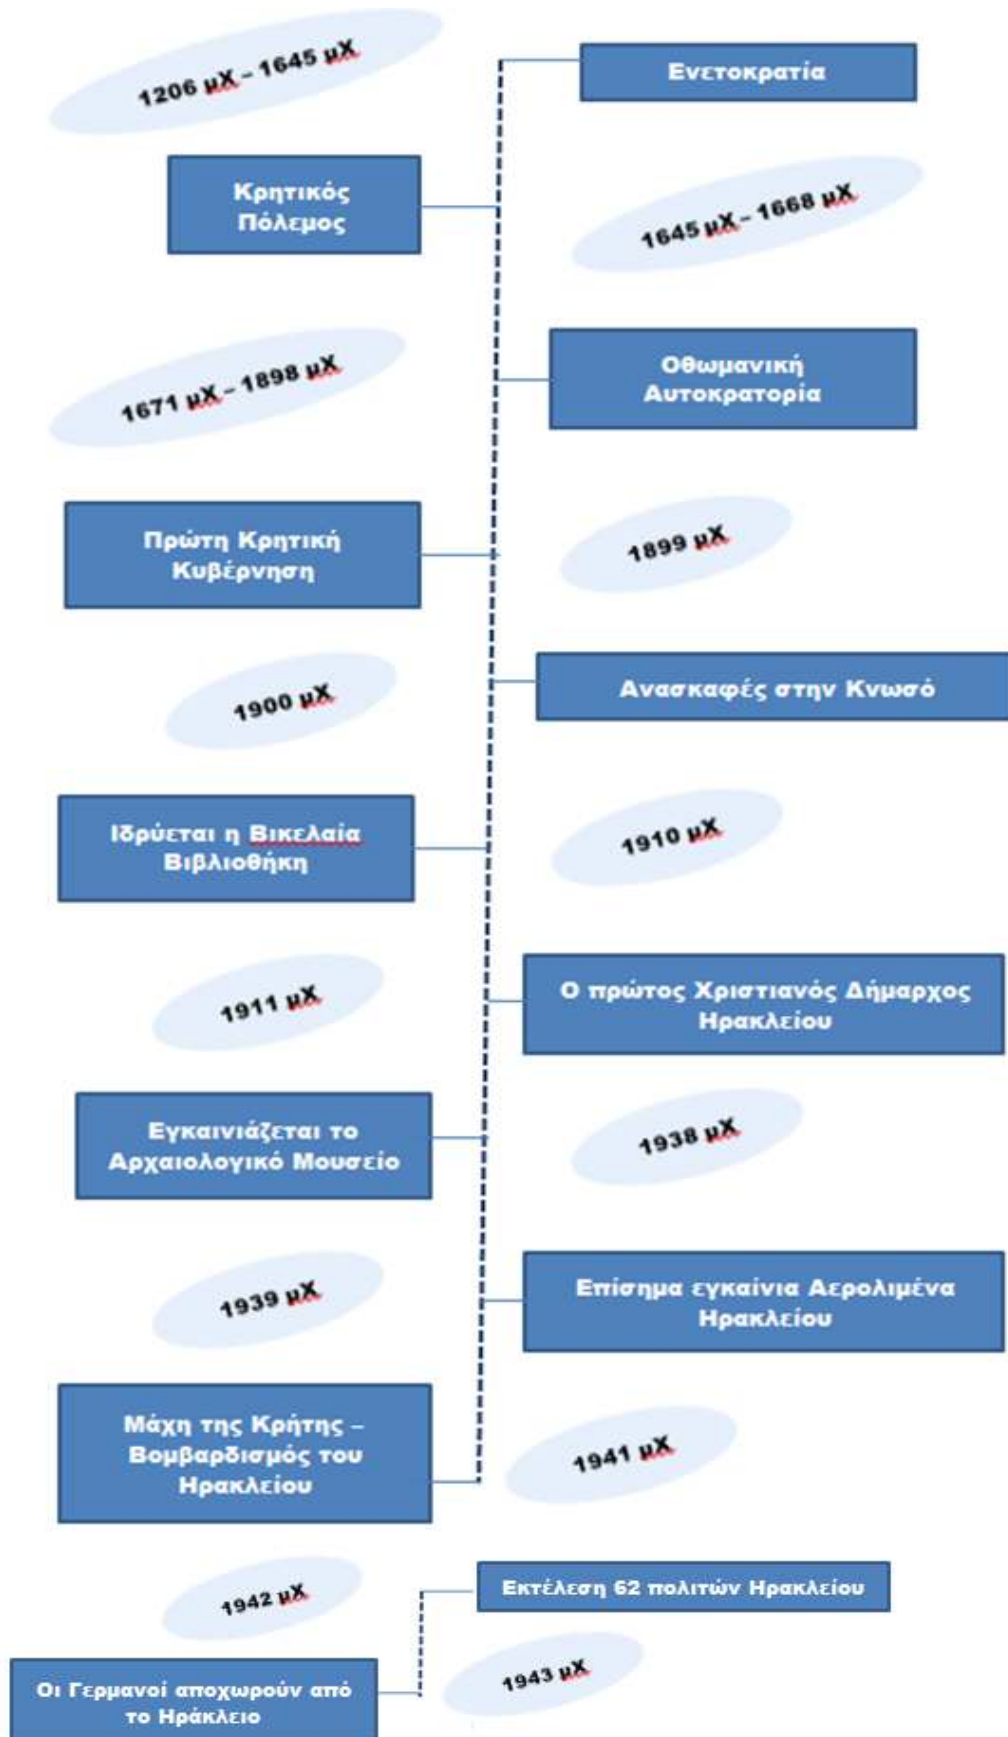 1206 μΧ – 1645 μΧ
Ενετοκρατία
Κρητικός
Πόλεμος
1645 μΧ – 1668 μΧ
1671 μΧ – 1898 μΧ
Οθωμανική
Αυτοκρατορία
Πρώτη Κρητική
Κυβέρνηση
1899 μΧ
1900 μΧ
Ανασκαφές στην Κνωσό
Ιδρύεται η Βικελαία
Βιβλιοθήκη
1910 μΧ
1911 μΧ
Ο πρώτος Χριστιανός Δήμαρχος
Ηρακλείου
Εγκαινιάζεται το
Αρχαιολογικό Μουσείο
1938 μΧ
1939 μΧ
Επίσημα εγκαίνια Αερολιμένα
Ηρακλείου
Μάχη της Κρήτης –
Βομβαρδισμός του
Ηρακλείου
1941 μΧ
1942 μΧ
Εκτέλεση 62 πολιτών Ηρακλείου
Οι Γερμανοί αποχωρούν από
το Ηράκλειο
1943 μΧ